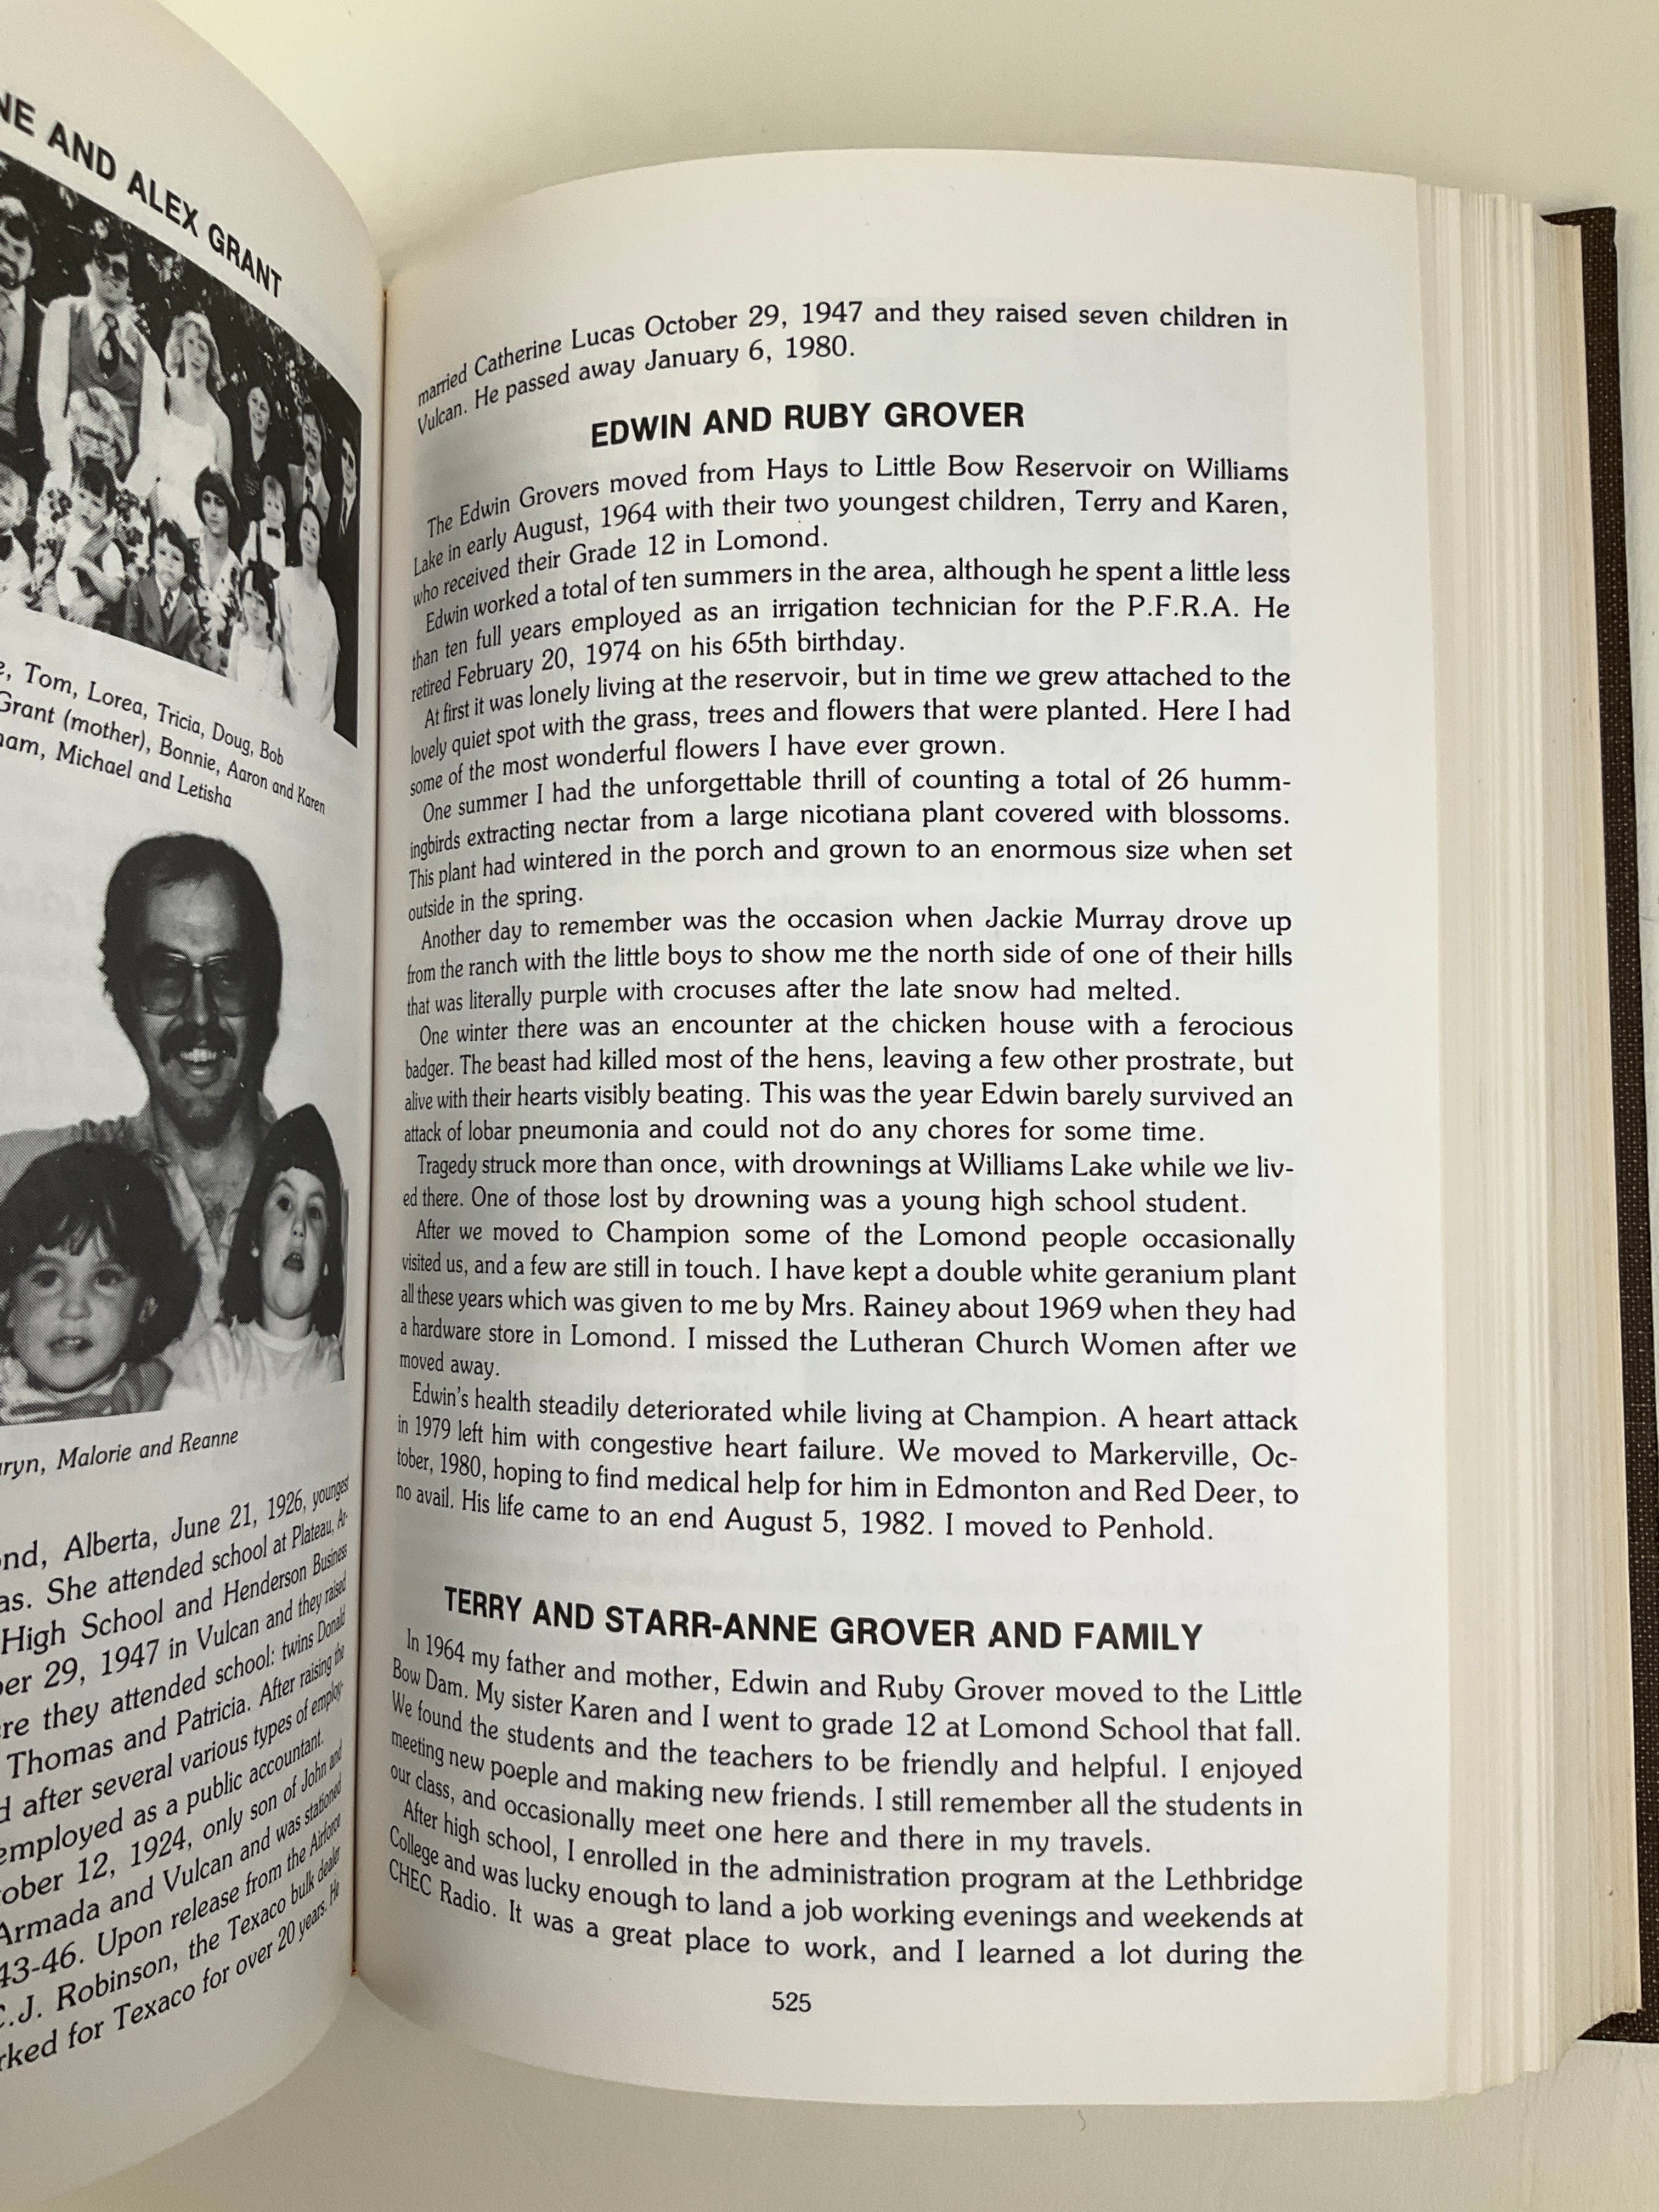 NE AND ALEX GRANT
e, Tom, Lorea, Tricia, Doug, Bob
Grant (mother), Bonnie, Aaron and Karen
ham, Michael and Letisha
aryn, Malorie and Reanne
ond, Alberta, June 21, 1926, youngest
as. She attended school at Plateau, Ar-
High School and Henderson Business
ber 29, 1947 in Vulcan and they raised
ere they attended school: twins Donald
Thomas and Patricia. After raising the
d after several various types of employ-
employed as a public accountant.
tober 12, 1924, only son of John and
Armada and Vulcan and was stationed
43-46. Upon release from the Airforce
C.J. Robinson, the Texaco bulk dealer
rked for Texaco for over 20 years. He
married Catherine Lucas October 29, 1947 and they raised seven children in
Vulcan. He passed away January 6, 1980.
EDWIN AND RUBY GROVER
The Edwin Grovers moved from Hays to Little Bow Reservoir on Williams
Lake in early August, 1964 with their two youngest children, Terry and Karen,
who received their Grade 12 in Lomond.
Edwin worked a total of ten summers in the area, although he spent a little less
than ten full years employed as an irrigation technician for the P.F.R.A. He
retired February 20, 1974 on his 65th birthday.
At first it was lonely living at the reservoir, but in time we grew attached to the
lovely quiet spot with the grass, trees and flowers that were planted. Here I had
some of the most wonderful flowers I have ever grown.
One summer I had the unforgettable thrill of counting a total of 26 humm-
ingbirds extracting nectar from a large nicotiana plant covered with blossoms.
This plant had wintered in the porch and grown to an enormous size when set
outside in the spring.
Another day to remember was the occasion when Jackie Murray drove up
from the ranch with the little boys to show me the north side of one of their hills
that was literally purple with crocuses after the late snow had melted.
One winter there was an encounter at the chicken house with a ferocious
badger. The beast had killed most of the hens, leaving a few other prostrate, but
alive with their hearts visibly beating. This was the year Edwin barely survived an
attack of lobar pneumonia and could not do any chores for some time.
Tragedy struck more than once, with drownings at Williams Lake while we liv-
ed there. One of those lost by drowning was a young high school student.
After we moved to Champion some of the Lomond people occasionally
visited us, and a few are still in touch. I have kept a double white geranium plant
all these years which was given to me by Mrs. Rainey about 1969 when they had
a hardware store in Lomond. I missed the Lutheran Church Women after we
moved away.
Edwin's health steadily deteriorated while living at Champion. A heart attack
in 1979 left him with congestive heart failure. We moved to Markerville, Oc-
tober, 1980, hoping to find medical help for him in Edmonton and Red Deer, to
no avail. His life came to an end August 5, 1982. I moved to Penhold.
TERRY AND STARR-ANNE GROVER AND FAMILY
In 1964 my father and mother, Edwin and Ruby Grover moved to the Little
Bow Dam. My sister Karen and I went to grade 12 at Lomond School that fall.
We found the students and the teachers to be friendly and helpful. I enjoyed
meeting new poeple and making new friends. I still remember all the students in
our class, and occasionally meet one here and there in my travels.
After high school, I enrolled in the administration program at the Lethbridge
College and was lucky enough to land a job working evenings and weekends at
CHEC Radio. It was a great place to work, and I learned a lot during the
525